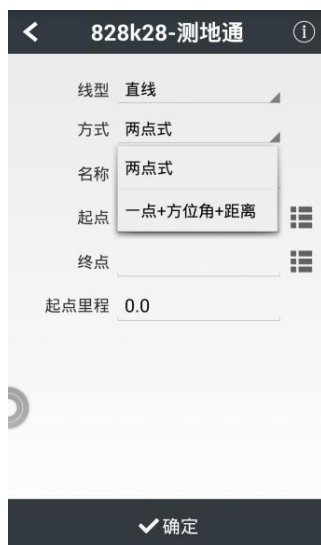 828k28-测地通
线型 直线
方式 两点式
名称 两点式
起点 一点+方位角+距离
终点
起点里程 0.0
确定